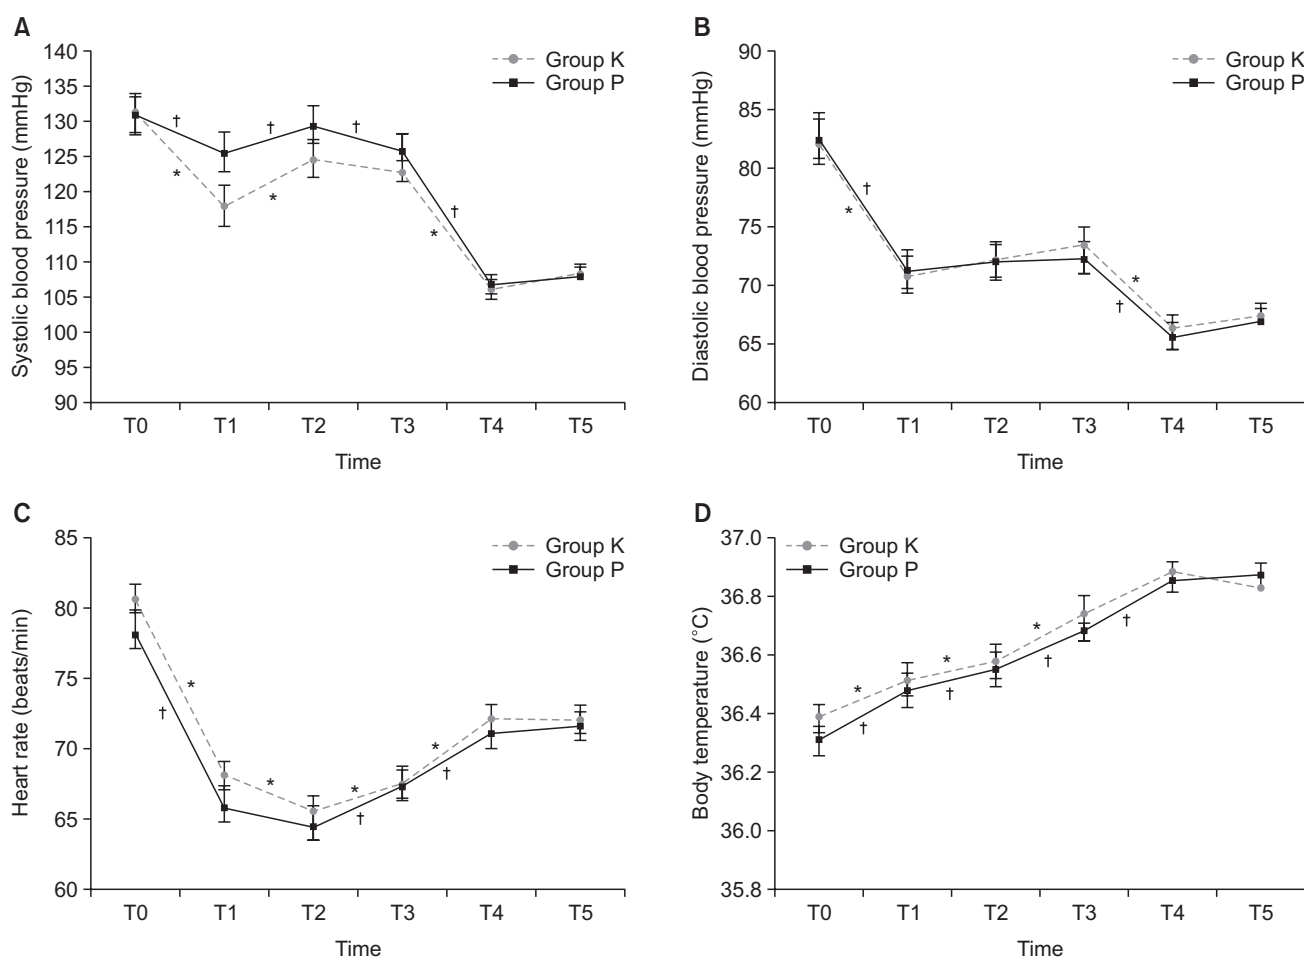 A
Systolic blood pressure (mmHg)
140
135
130
125
120
115
110
105
100
95
90
Group K
Group P
†
†
†
*
*
†
*
T0 T1 T2 T3 T4 T5
Time
B
Diastolic blood pressure (mmHg)
90
85
80
75
70
65
60
Group K
Group P
†
*
*
†
T0 T1 T2 T3 T4 T5
Time
C
Heart rate (beats/min)
85
80
75
70
65
60
Group K
Group P
*
†
*
*
†
*
†
T0 T1 T2 T3 T4 T5
Time
D
Body temperature (°C)
37.0
36.8
36.6
36.4
36.2
36.0
35.8
Group K
Group P
*
†
*
†
*
†
†
T0 T1 T2 T3 T4 T5
Time